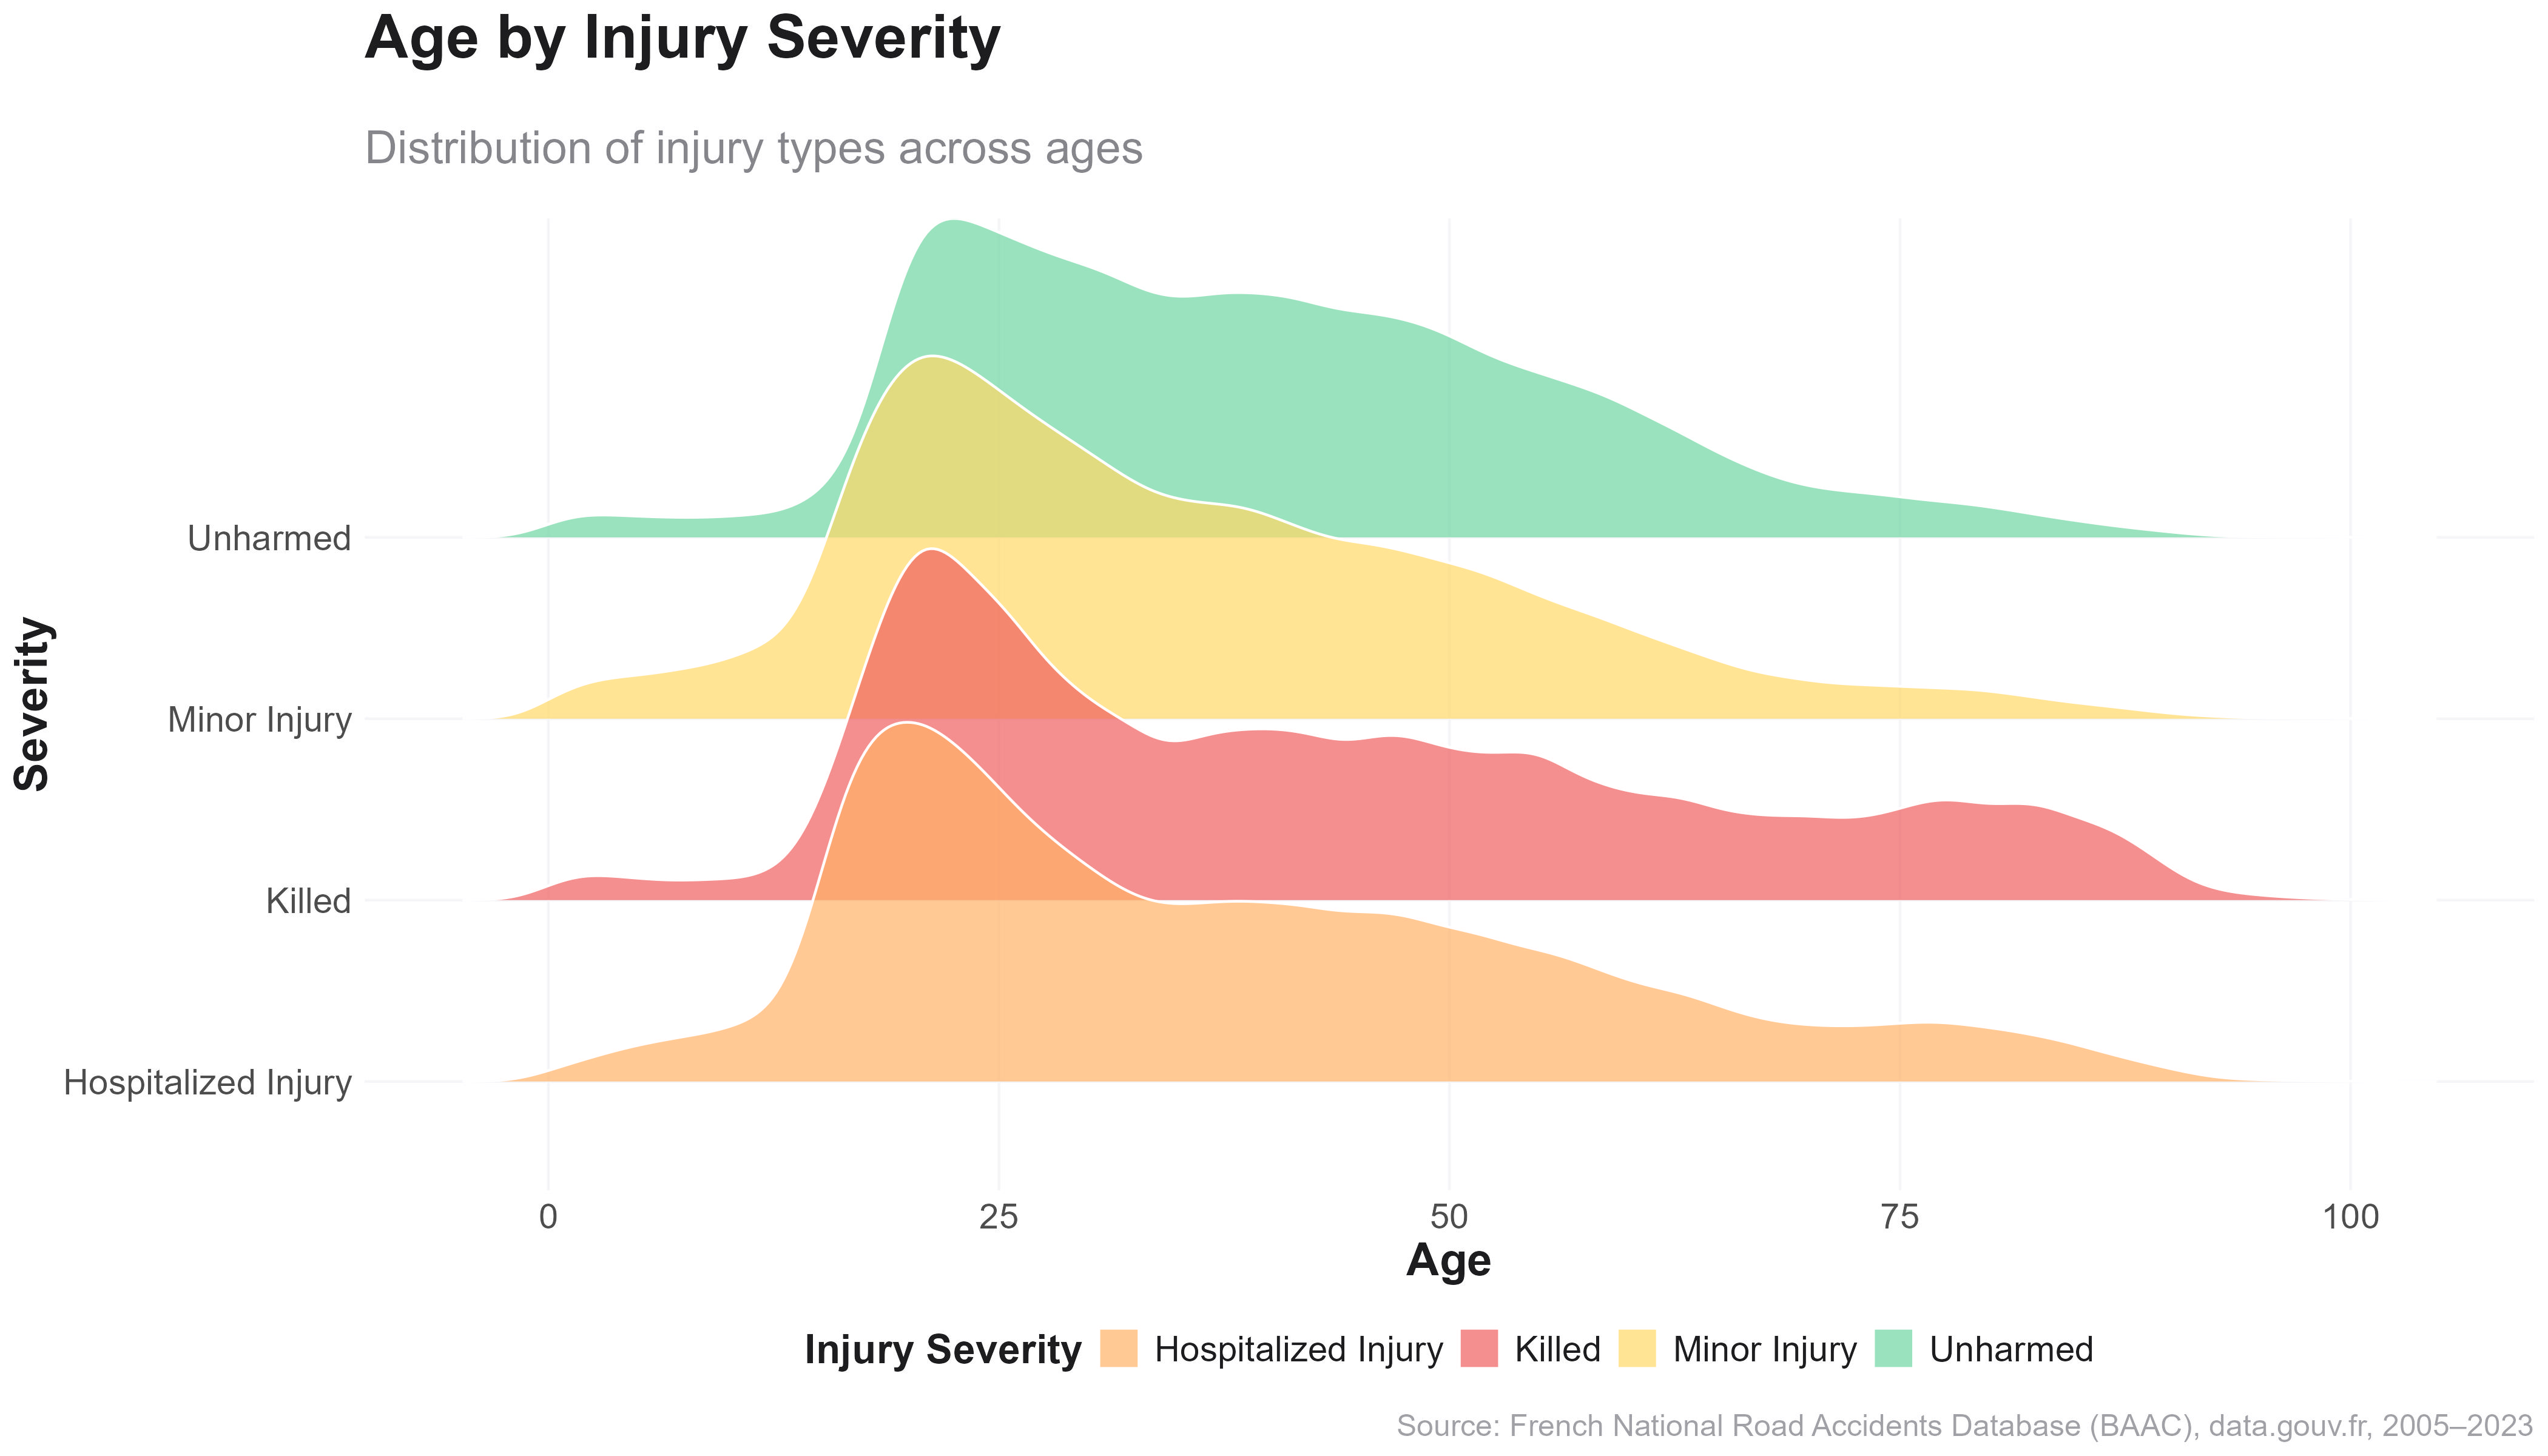 Age by Injury Severity
Distribution of injury types across ages
Severity
Unharmed
Minor Injury
Killed
Hospitalized Injury
0 25 50 75 100
Age
Injury Severity Hospitalized Injury Killed Minor Injury Unharmed
Source: French National Road Accidents Database (BAAC), data.gouv.fr, 2005–2023